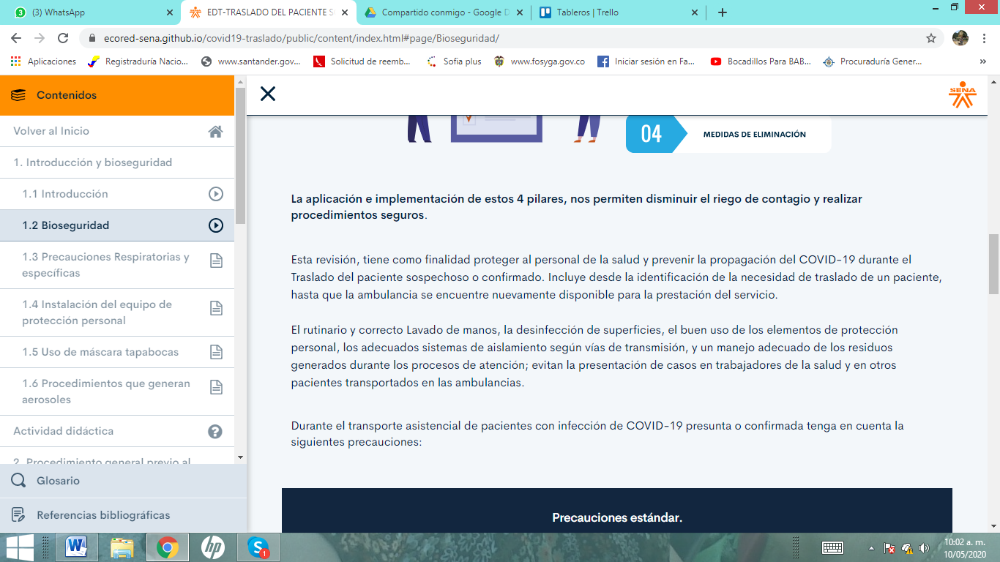 (3) WhatsApp
EDT-TRASLADO DEL PACIENTE S
Compartido conmigo - Google D
Tableros | Trello
ecored-sena.github.io/covid19-traslado/public/content/index.html#page/Bioseguridad/
Aplicaciones
Registraduría Nacio...
www.santander.gov...
Solicitud de reemb...
Sofia plus
www.fosyga.gov.co
Iniciar sesión en Fa...
Bocadillos Para BAB...
Procuraduría Gener...
»
Contenidos
Volver al Inicio
1. Introducción y bioseguridad
1.1 Introducción
1.2 Bioseguridad
1.3 Precauciones Respiratorias y
específicas
1.4 Instalación del equipo de
protección personal
1.5 Uso de máscara tapabocas
1.6 Procedimientos que generan
aerosoles
Actividad didáctica
2. Procedimiento general previo al
Glosario
Referencias bibliográficas
SENA
04
MEDIDAS DE ELIMINACIÓN
La aplicación e implementación de estos 4 pilares, nos permiten disminuir el riego de contagio y realizar
procedimientos seguros.
Esta revisión, tiene como finalidad proteger al personal de la salud y prevenir la propagación del COVID-19 durante el
Traslado del paciente sospechoso o confirmado. Incluye desde la identificación de la necesidad de traslado de un paciente,
hasta que la ambulancia se encuentre nuevamente disponible para la prestación del servicio.
El rutinario y correcto Lavado de manos, la desinfección de superficies, el buen uso de los elementos de protección
personal, los adecuados sistemas de aislamiento según vías de transmisión, y un manejo adecuado de los residuos
generados durante los procesos de atención; evitan la presentación de casos en trabajadores de la salud y en otros
pacientes transportados en las ambulancias.
Durante el transporte asistencial de pacientes con infección de COVID-19 presunta o confirmada tenga en cuenta la
siguientes precauciones:
Precauciones estándar.
10:02 a. m.
10/05/2020